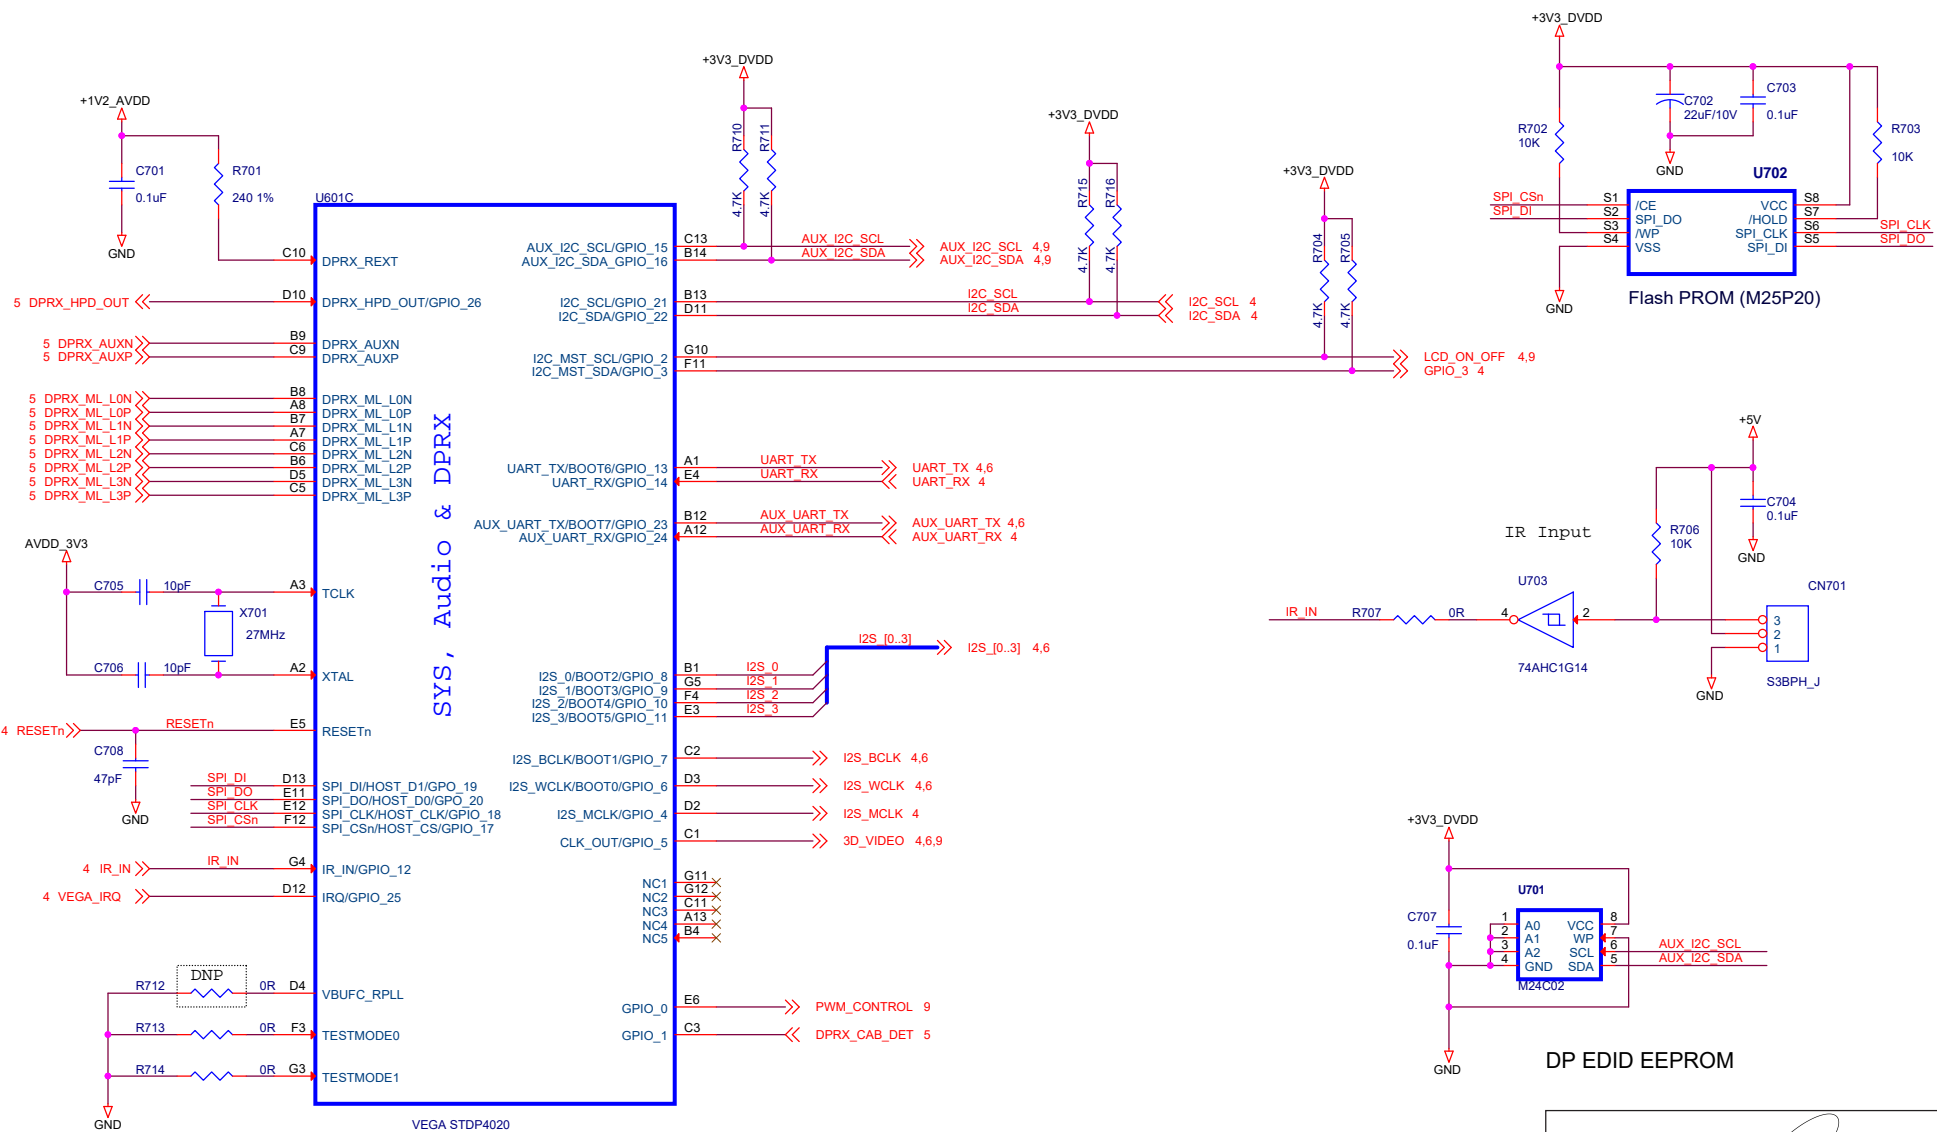 +1V2_AVDD
C701
0.1uF
R701
240 1%
GND
U601C
C10 DPRX_REXT
5 DPRX_HPD_OUT D10 DPRX_HPD_OUT/GPIO_26
5 DPRX_AUXN B9 DPRX_AUXN
5 DPRX_AUXP C9 DPRX_AUXP
5 DPRX_ML_L0N B8 DPRX_ML_L0N
5 DPRX_ML_L0P A8 DPRX_ML_L0P
5 DPRX_ML_L1N B7 DPRX_ML_L1N
5 DPRX_ML_L1P A7 DPRX_ML_L1P
5 DPRX_ML_L2N C6 DPRX_ML_L2N
5 DPRX_ML_L2P B6 DPRX_ML_L2P
5 DPRX_ML_L3N D5 DPRX_ML_L3N
5 DPRX_ML_L3P C5 DPRX_ML_L3P
AVDD_3V3
C705 10pF A3 TCLK
X701
27MHz
C706 10pF A2 XTAL
4 RESETn RESETn E5 RESETn
C708
47pF
GND
SPI_DI D13 SPI_DI/HOST_D1/GPO_19
SPI_DO E11 SPI_DO/HOST_D0/GPO_20
SPI_CLK E12 SPI_CLK/HOST_CLK/GPIO_18
SPI_CSn F12 SPI_CSn/HOST_CS/GPIO_17
4 IR_IN IR_IN G4 IR_IN/GPIO_12
4 VEGA_IRQ D12 IRQ/GPIO_25
DNP
R712 0R D4 VBUFC_RPLL
R713 0R F3 TESTMODE0
R714 0R G3 TESTMODE1
GND
SYS, Audio & DPRX
VEGA STDP4020
+3V3_DVDD
R710
R711
4.7K
4.7K
AUX_I2C_SCL/GPIO_15 C13 AUX_I2C_SCL AUX_I2C_SCL 4,9
AUX_I2C_SDA_GPIO_16 B14 AUX_I2C_SDA AUX_I2C_SDA 4,9
+3V3_DVDD
R715
R716
4.7K
4.7K
I2C_SCL/GPIO_21 B13 I2C_SCL I2C_SCL 4
I2C_SDA/GPIO_22 D11 I2C_SDA I2C_SDA 4
+3V3_DVDD
R704
R705
4.7K
4.7K
I2C_MST_SCL/GPIO_2 G10 LCD_ON_OFF 4,9
I2C_MST_SDA/GPIO_3 F11 GPIO_3 4
UART_TX/BOOT6/GPIO_13 A1 UART_TX UART_TX 4,6
UART_RX/GPIO_14 E4 UART_RX UART_RX 4
AUX_UART_TX/BOOT7/GPIO_23 B12 AUX_UART_TX AUX_UART_TX 4,6
AUX_UART_RX/GPIO_24 A12 AUX_UART_RX AUX_UART_RX 4
I2S_[0..3] I2S_[0..3] 4,6
I2S_0/BOOT2/GPIO_8 B1 I2S_0
I2S_1/BOOT3/GPIO_9 G5 I2S_1
I2S_2/BOOT4/GPIO_10 F4 I2S_2
I2S_3/BOOT5/GPIO_11 E3 I2S_3
I2S_BCLK/BOOT1/GPIO_7 C2 I2S_BCLK 4,6
I2S_WCLK/BOOT0/GPIO_6 D3 I2S_WCLK 4,6
I2S_MCLK/GPIO_4 D2 I2S_MCLK 4
CLK_OUT/GPIO_5 C1 3D_VIDEO 4,6,9
NC1 G11
NC2 G12
NC3 C11
NC4 A13
NC5 B4
GPIO_0 E6 PWM_CONTROL 9
GPIO_1 C3 DPRX_CAB_DET 5
+3V3_DVDD
C702
22uF/10V
C703
0.1uF
R702
10K
R703
10K
GND
U702
SPI_CSn S1 /CE VCC S8
SPI_DI S2 SPI_DO /HOLD S7
S3 /WP SPI_CLK S6 SPI_CLK
S4 VSS SPI_DI S5 SPI_DO
GND
Flash PROM (M25P20)
+5V
C704
0.1uF
GND
R706
10K
IR Input
U703
CN701
IR_IN R707 0R 4 2
3
2
1
74AHC1G14
S3BPH_J
GND
+3V3_DVDD
U701
C707
0.1uF
1 A0 VCC 8
2 A1 WP 7
3 A2 SCL 6 AUX_I2C_SCL
4 GND SDA 5 AUX_I2C_SDA
M24C02
GND
DP EDID EEPROM